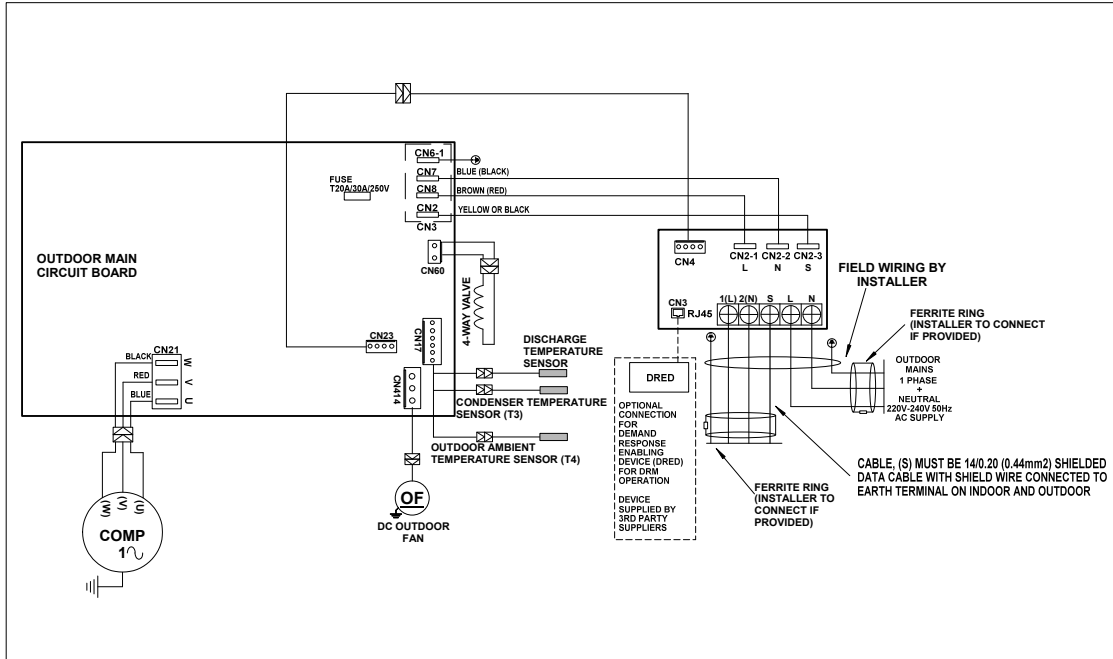 OUTDOOR MAIN
CIRCUIT BOARD
FUSE
T20A/30A/250V
CN6-1
CN7
CN8
CN2
CN3
BLUE (BLACK)
BROWN (RED)
YELLOW OR BLACK
CN60
4-WAY VALVE
CN23
CN17
CN414
CN21
BLACK
RED
BLUE
W
V
U
(W)
(V)
(U)
COMP
1
DISCHARGE
TEMPERATURE
SENSOR
CONDENSER TEMPERATURE
SENSOR (T3)
OUTDOOR AMBIENT
TEMPERATURE SENSOR (T4)
OF
DC OUTDOOR
FAN
CN4
CN2-1
L
CN2-2
N
CN2-3
S
CN3
RJ45
1(L) 2(N) S L N
FIELD WIRING BY
INSTALLER
FERRITE RING
(INSTALLER TO CONNECT
IF PROVIDED)
OUTDOOR
MAINS
1 PHASE
+
NEUTRAL
220V-240V 50Hz
AC SUPPLY
DRED
OPTIONAL
CONNECTION
FOR
DEMAND
RESPONSE
ENABLING
DEVICE (DRED)
FOR DRM
OPERATION
DEVICE
SUPPLIED BY
3RD PARTY
SUPPLIERS
FERRITE RING
(INSTALLER TO
CONNECT IF
PROVIDED)
CABLE, (S) MUST BE 14/0.20 (0.44mm2) SHIELDED
DATA CABLE WITH SHIELD WIRE CONNECTED TO
EARTH TERMINAL ON INDOOR AND OUTDOOR